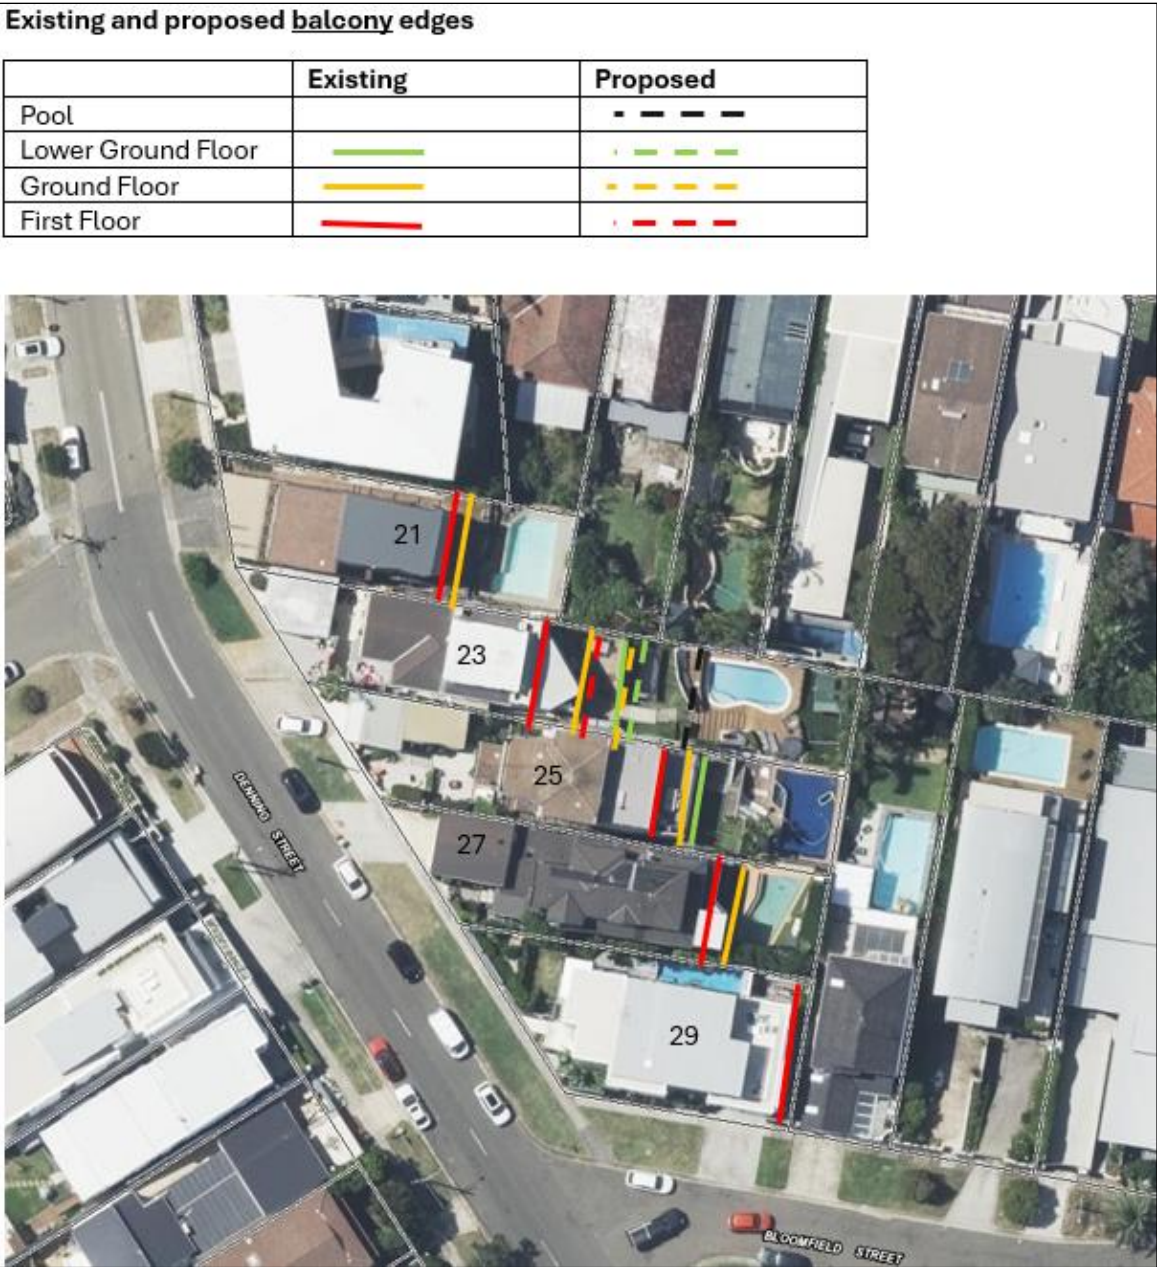 Existing and proposed balcony edges
Existing Proposed
Pool
Lower Ground Floor
Ground Floor
First Floor
21
23
25
27
29
DENNING STREET
BLOOMFIELD STREET